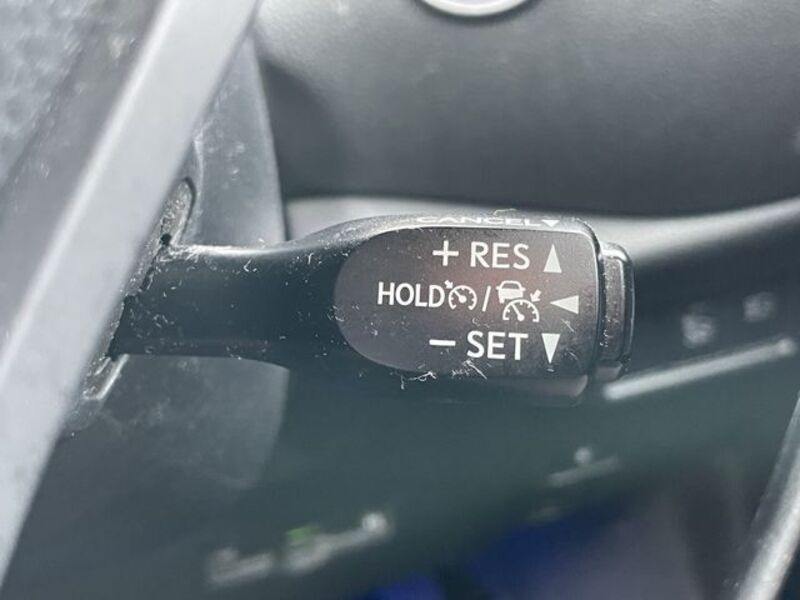 CANCEL ▼
+ RES ▲
HOLD / ◀
− SET ▼